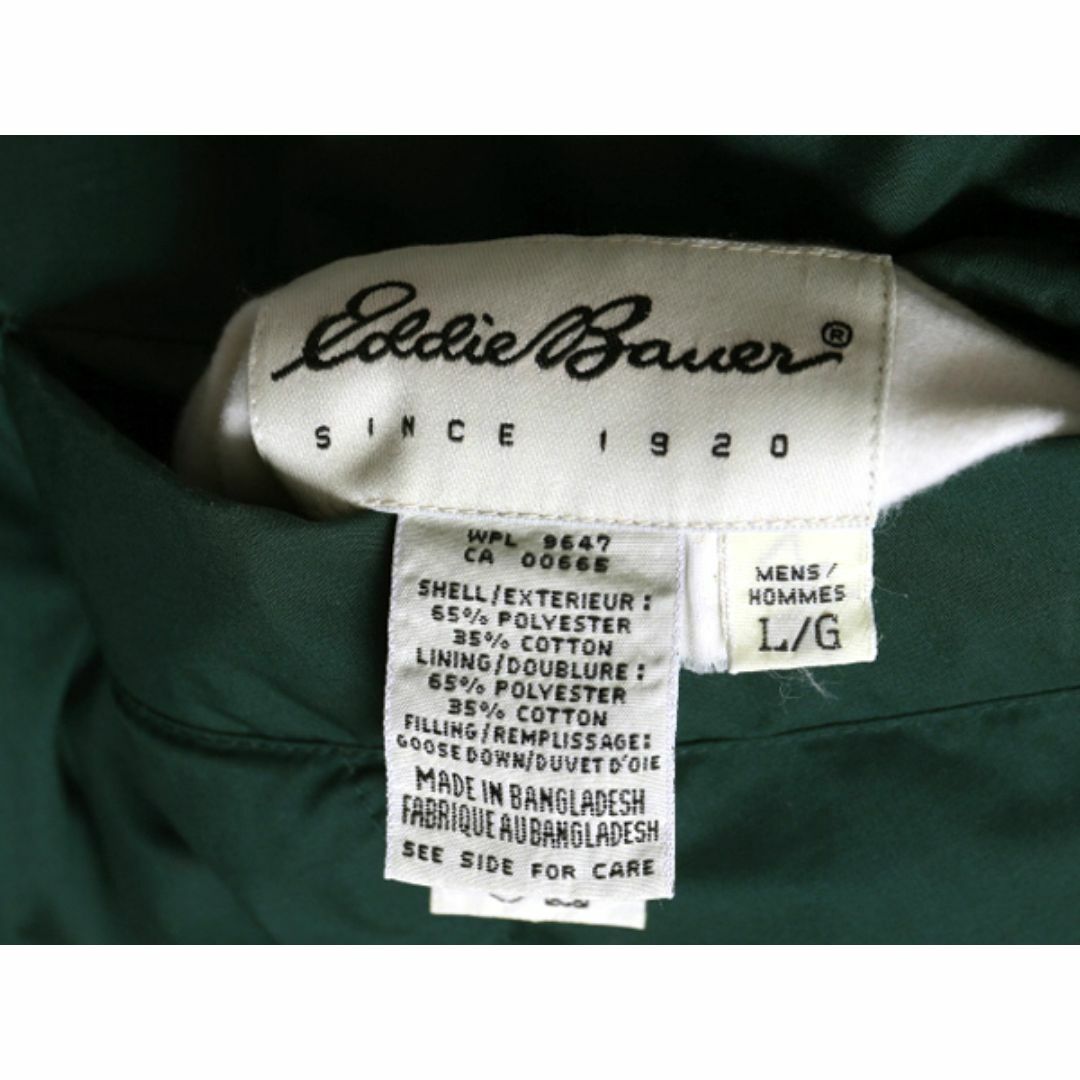 Eddie Bauer®
SINCE 1920
WPL 9647
CA 00665
SHELL/EXTERIEUR:
65% POLYESTER
35% COTTON
LINING/DOUBLURE:
65% POLYESTER
35% COTTON
FILLING/REMPLISSAGE:
GOOSE DOWN/DUVET D'OIE
MADE IN BANGLADESH
FABRIQUE AU BANGLADESH
SEE SIDE FOR CARE
MENS/
HOMMES
L/G